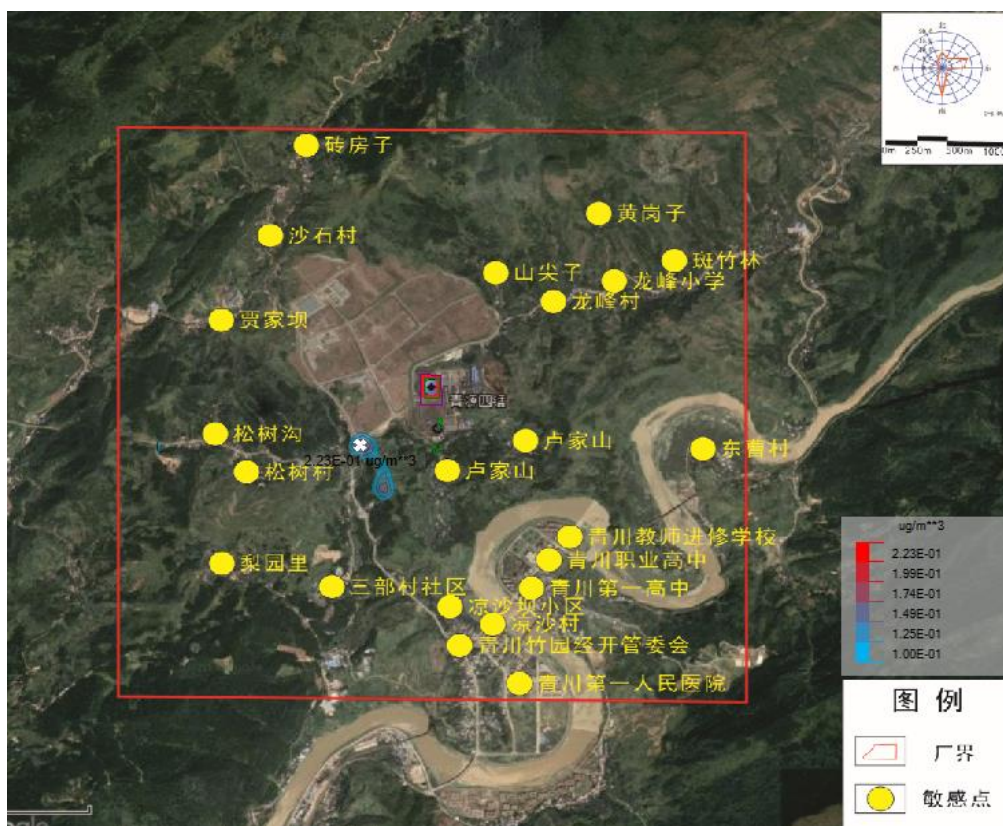 北
西
东
南
0m 250m 500m 1000
砖房子
黄岗子
沙石村
斑竹林
山尖子
龙峰小学
龙峰村
贾家坝
松树沟
卢家山
东曹村
2.23E-01 ug/m**3
松树村
卢家山
青川教师进修学校
青川职业高中
梨园里
三部村社区
青川第一高中
凉沙坝小区
凉沙村
青川竹园经开管委会
青川第一人民医院
ug/m**3
2.23E-01
1.99E-01
1.74E-01
1.49E-01
1.25E-01
1.00E-01
图 例
厂界
敏感点